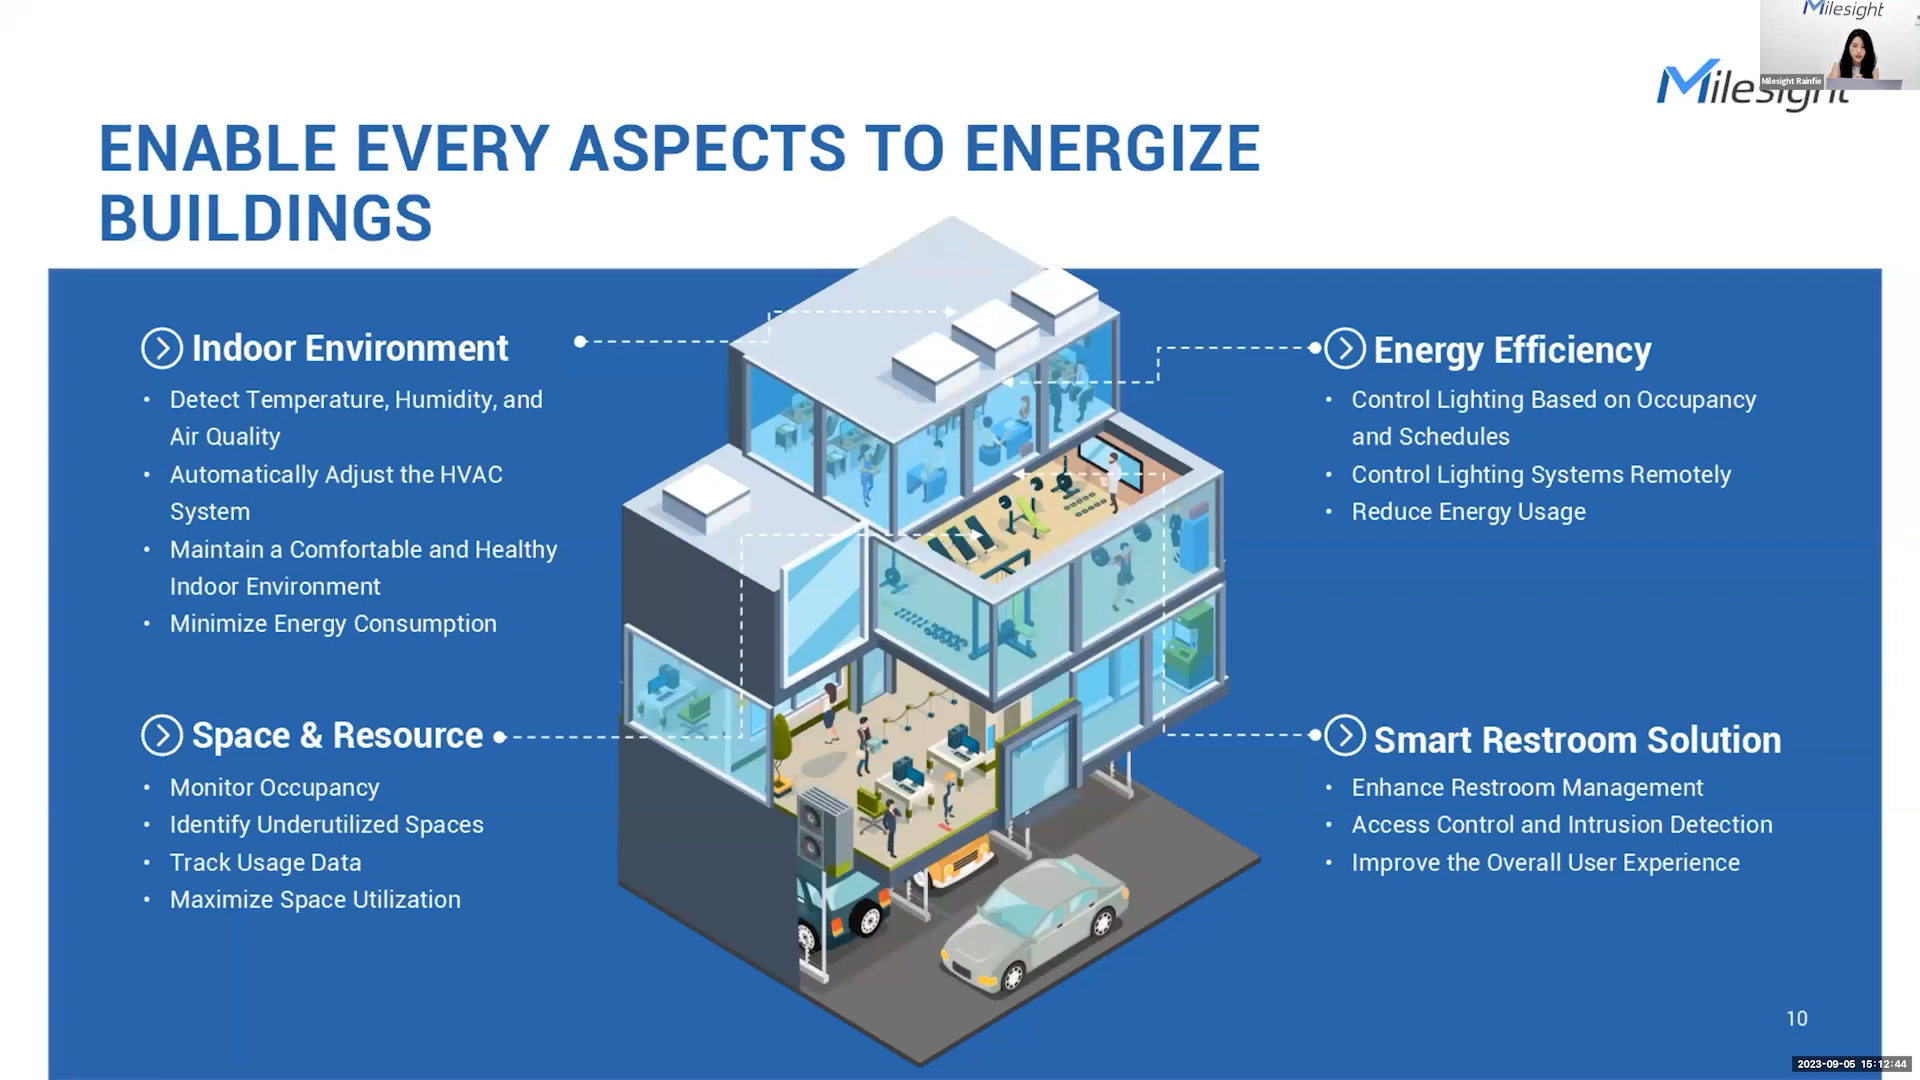 Milesight
Milesight Rainfie
Milesight
ENABLE EVERY ASPECTS TO ENERGIZE
BUILDINGS
Indoor Environment
• Detect Temperature, Humidity, and
Air Quality
• Automatically Adjust the HVAC
System
• Maintain a Comfortable and Healthy
Indoor Environment
• Minimize Energy Consumption
Space & Resource
• Monitor Occupancy
• Identify Underutilized Spaces
• Track Usage Data
• Maximize Space Utilization
Energy Efficiency
• Control Lighting Based on Occupancy
and Schedules
• Control Lighting Systems Remotely
• Reduce Energy Usage
Smart Restroom Solution
• Enhance Restroom Management
• Access Control and Intrusion Detection
• Improve the Overall User Experience
10
2023-09-05 15:12:44